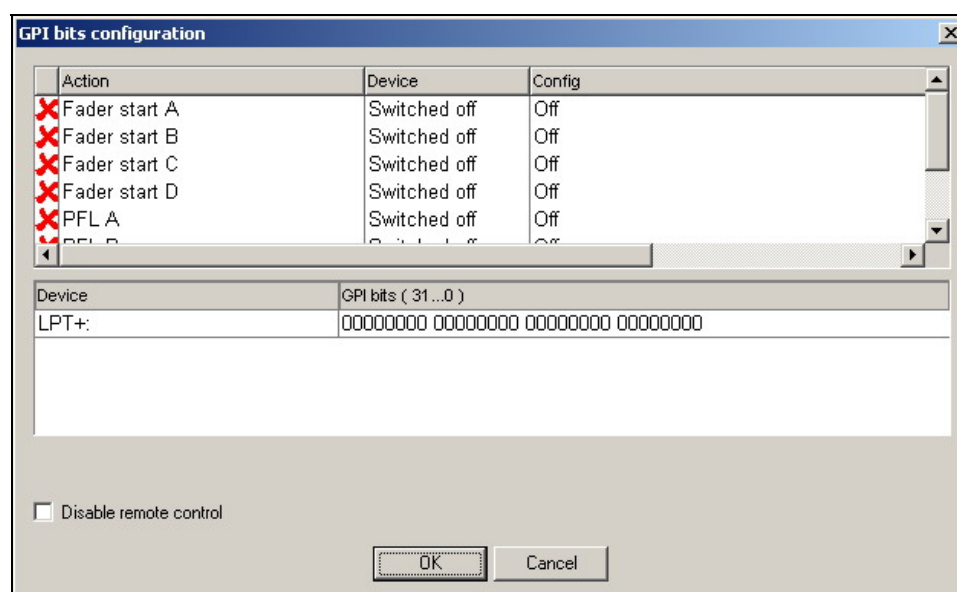 GPI bits configuration
Action Device Config
Fader start A Switched off Off
Fader start B Switched off Off
Fader start C Switched off Off
Fader start D Switched off Off
PFL A Switched off Off
Device GPI bits ( 31...0 )
LPT+: 00000000 00000000 00000000 00000000
Disable remote control
OK Cancel